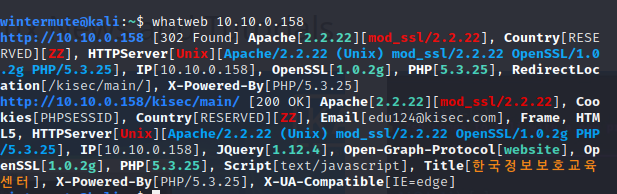 wintermute@kali:~$ whatweb 10.10.0.158
http://10.10.0.158 [302 Found] Apache[2.2.22][mod_ssl/2.2.22], Country[RESE
RVED][ZZ], HTTPServer[Unix][Apache/2.2.22 (Unix) mod_ssl/2.2.22 OpenSSL/1.0
.2g PHP/5.3.25], IP[10.10.0.158], OpenSSL[1.0.2g], PHP[5.3.25], RedirectLoc
ation[/kisec/main/], X-Powered-By[PHP/5.3.25]
http://10.10.0.158/kisec/main/ [200 OK] Apache[2.2.22][mod_ssl/2.2.22], Coo
kies[PHPSESSID], Country[RESERVED][ZZ], Email[edu124@kisec.com], Frame, HTM
L5, HTTPServer[Unix][Apache/2.2.22 (Unix) mod_ssl/2.2.22 OpenSSL/1.0.2g PHP
/5.3.25], IP[10.10.0.158], JQuery[1.12.4], Open-Graph-Protocol[website], Op
enSSL[1.0.2g], PHP[5.3.25], Script[text/javascript], Title[한국정보보호교육
센터], X-Powered-By[PHP/5.3.25], X-UA-Compatible[IE=edge]